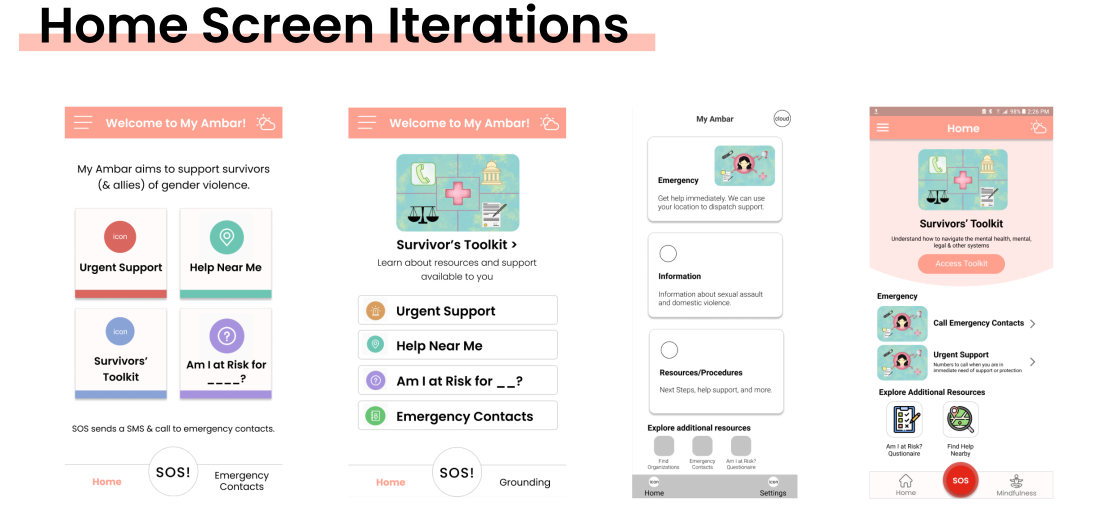 Home Screen Iterations
Welcome to My Ambar!
My Ambar aims to support survivors
(& allies) of gender violence.
icon
Urgent Support
Help Near Me
icon
Survivors’
Toolkit
Am I at Risk for
____?
SOS sends a SMS & call to emergency contacts.
Home
SOS!
Emergency
Contacts
Welcome to My Ambar!
Survivor’s Toolkit >
Learn about resources and support
available to you
Urgent Support
Help Near Me
Am I at Risk for __?
Emergency Contacts
Home
SOS!
Grounding
My Ambar
cloud
Emergency
Get help immediately. We can use
your location to dispatch support.
Information
Information about sexual assault
and domestic violence.
Resources/Procedures
Next Steps, help support, and more.
Explore additional resources
Find
Organizations
Emergency
Contacts
Am I at Risk?
Questionaire
icon
Home
icon
Settings
98% 2:26 PM
Home
Survivors’ Toolkit
Understand how to navigate the mental health, mental,
legal & other systems
Access Toolkit
Emergency
Call Emergency Contacts
Urgent Support
Numbers to call when you are in
immediate need of support or protection
Explore Additional Resources
Am I at Risk?
Qustionaire
Find Help
Nearby
Home
SOS
Mindfulness